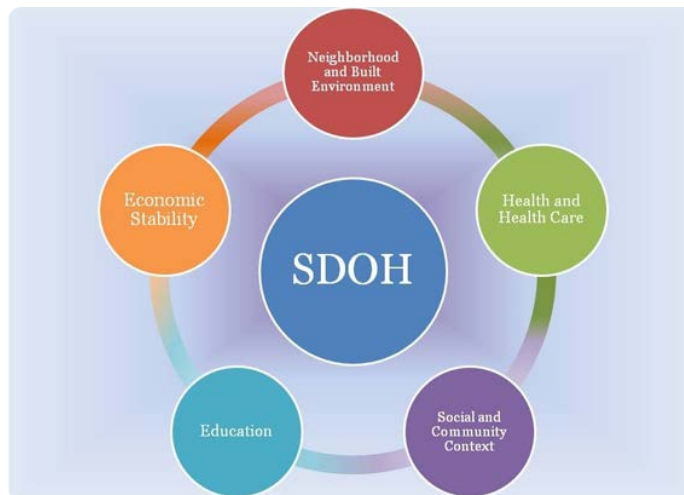 Neighborhood
and Built
Environment
Economic
Stability
Health and
Health Care
SDOH
Education
Social and
Community
Context